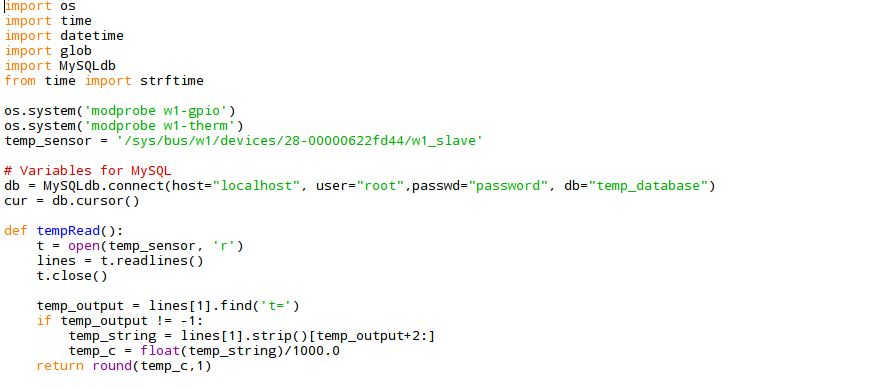 import os
import time
import datetime
import glob
import MySQLdb
from time import strftime

os.system('modprobe w1-gpio')
os.system('modprobe w1-therm')
temp_sensor = '/sys/bus/w1/devices/28-00000622fd44/w1_slave'

# Variables for MySQL
db = MySQLdb.connect(host="localhost", user="root",passwd="password", db="temp_database")
cur = db.cursor()

def tempRead():
    t = open(temp_sensor, 'r')
    lines = t.readlines()
    t.close()

    temp_output = lines[1].find('t=')
    if temp_output != -1:
        temp_string = lines[1].strip()[temp_output+2:]
        temp_c = float(temp_string)/1000.0
    return round(temp_c,1)